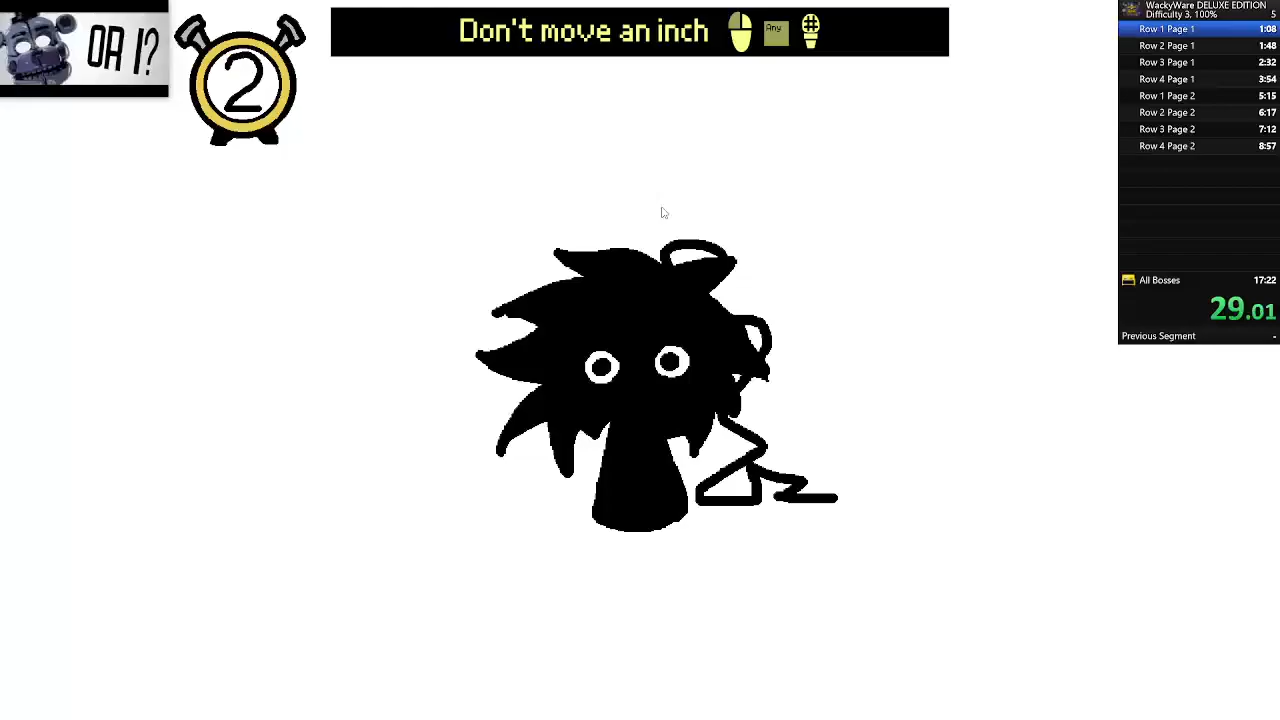 OR I?
2
Don't move an inch
Any
WackyWare DELUXE EDITION
Difficulty 3. 100% 5
Row 1 Page 1 1:08
Row 2 Page 1 1:48
Row 3 Page 1 2:32
Row 4 Page 1 3:54
Row 1 Page 2 5:15
Row 2 Page 2 6:17
Row 3 Page 2 7:12
Row 4 Page 2 8:57
All Bosses 17:22
29.01
Previous Segment -